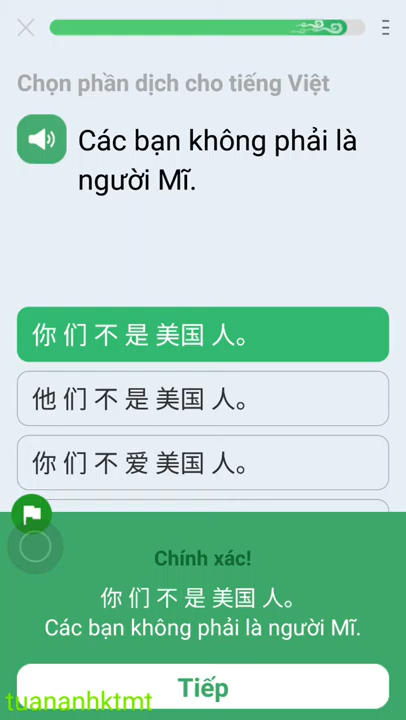 Chọn phần dịch cho tiếng Việt
Các bạn không phải là
người Mĩ.
你 们 不 是 美国 人。
他 们 不 是 美国 人。
你 们 不 爱 美国 人。
Chính xác!
你 们 不 是 美国 人。
Các bạn không phải là người Mĩ.
Tiếp
tuananhktmt